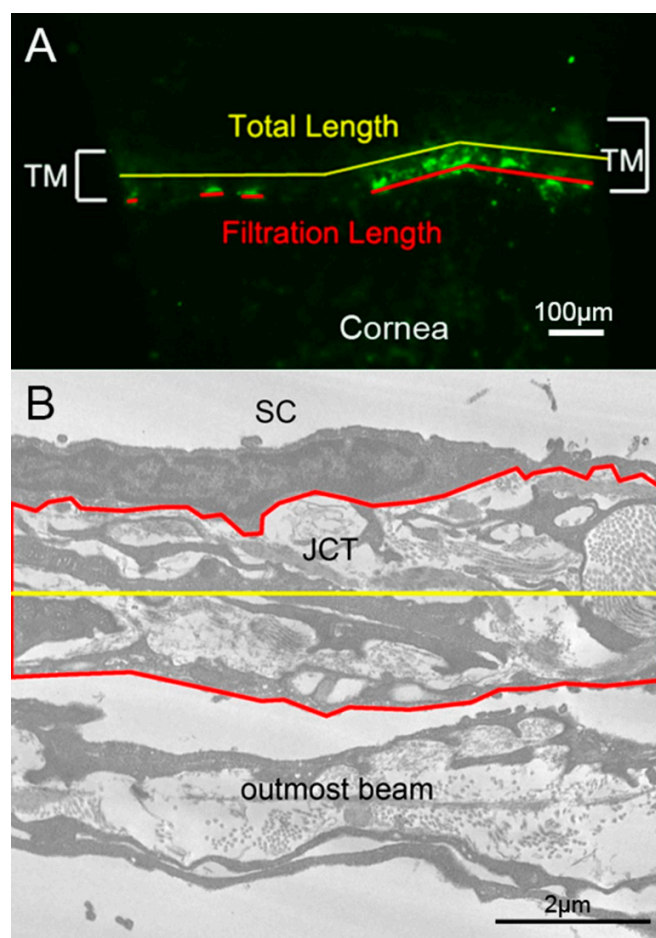 A
Total Length
TM
TM
Filtration Length
100μm
Cornea
B
SC
JCT
outmost beam
2μm